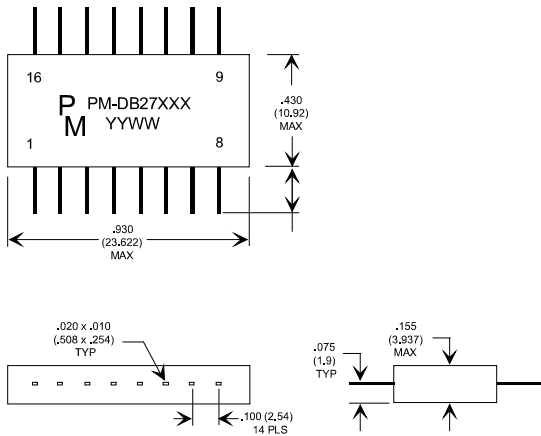 16
9
P
M
PM-DB27XXX
YYWW
1
8
.430
(10.92)
MAX
.930
(23.622)
MAX
.020 x .010
(.508 x .254)
TYP
.100 (2.54)
14 PLS
.075
(1.9)
TYP
.155
(3.937)
MAX